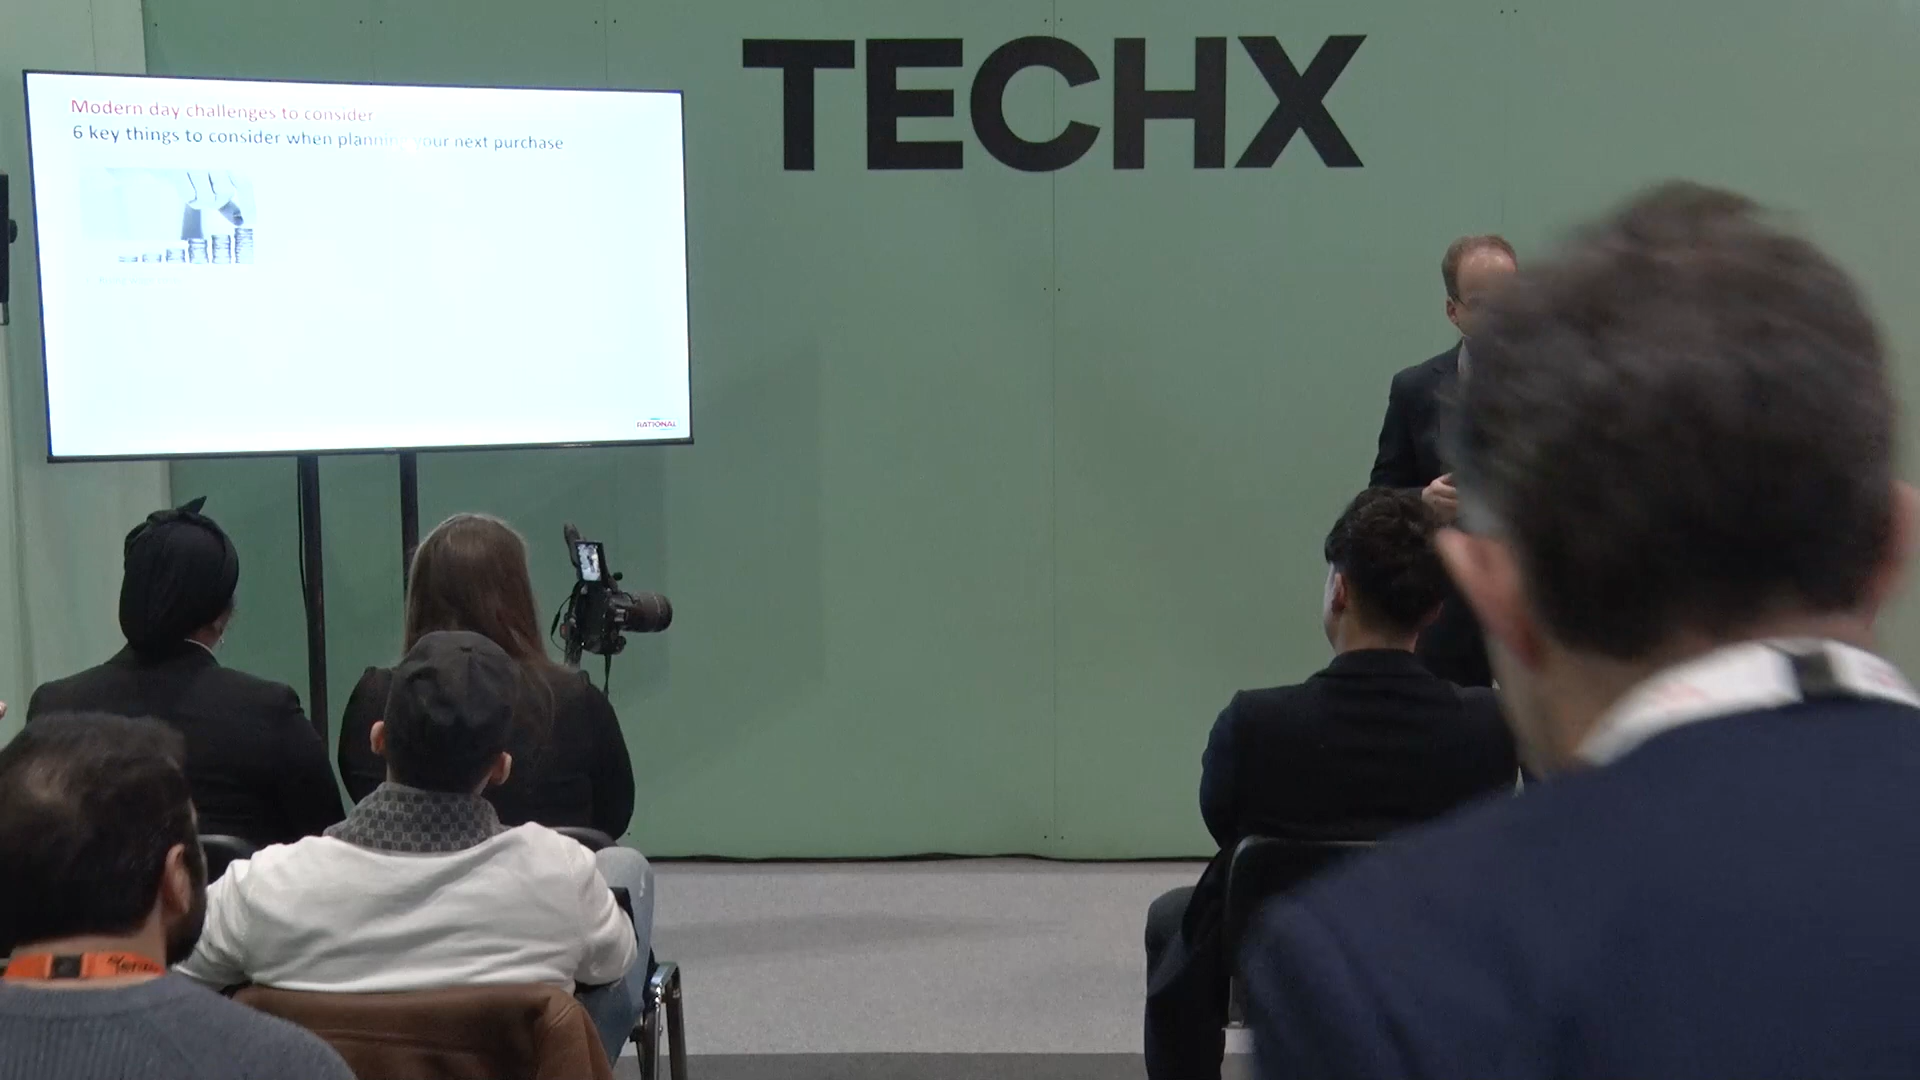 TECHX
Modern day challenges to consider
6 key things to consider when planning your next purchase
RATIONAL